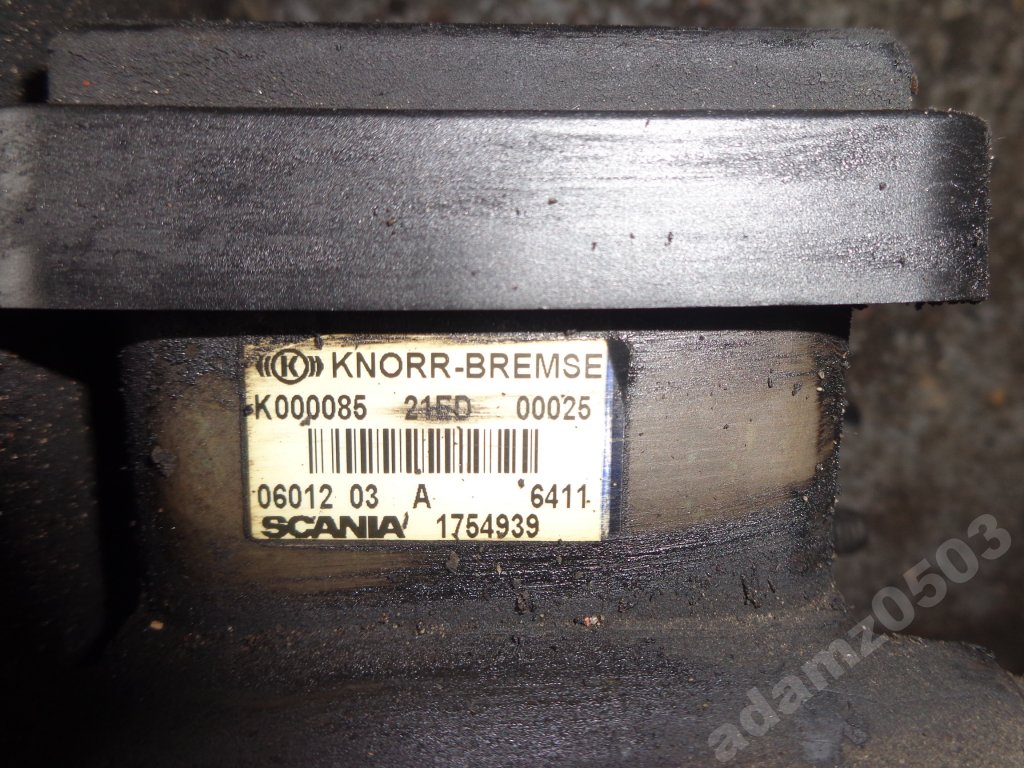 K KNORR-BREMSE
K000085 21ED 00025
06012 03 A 6411
SCANIA 1754939
adamz0503